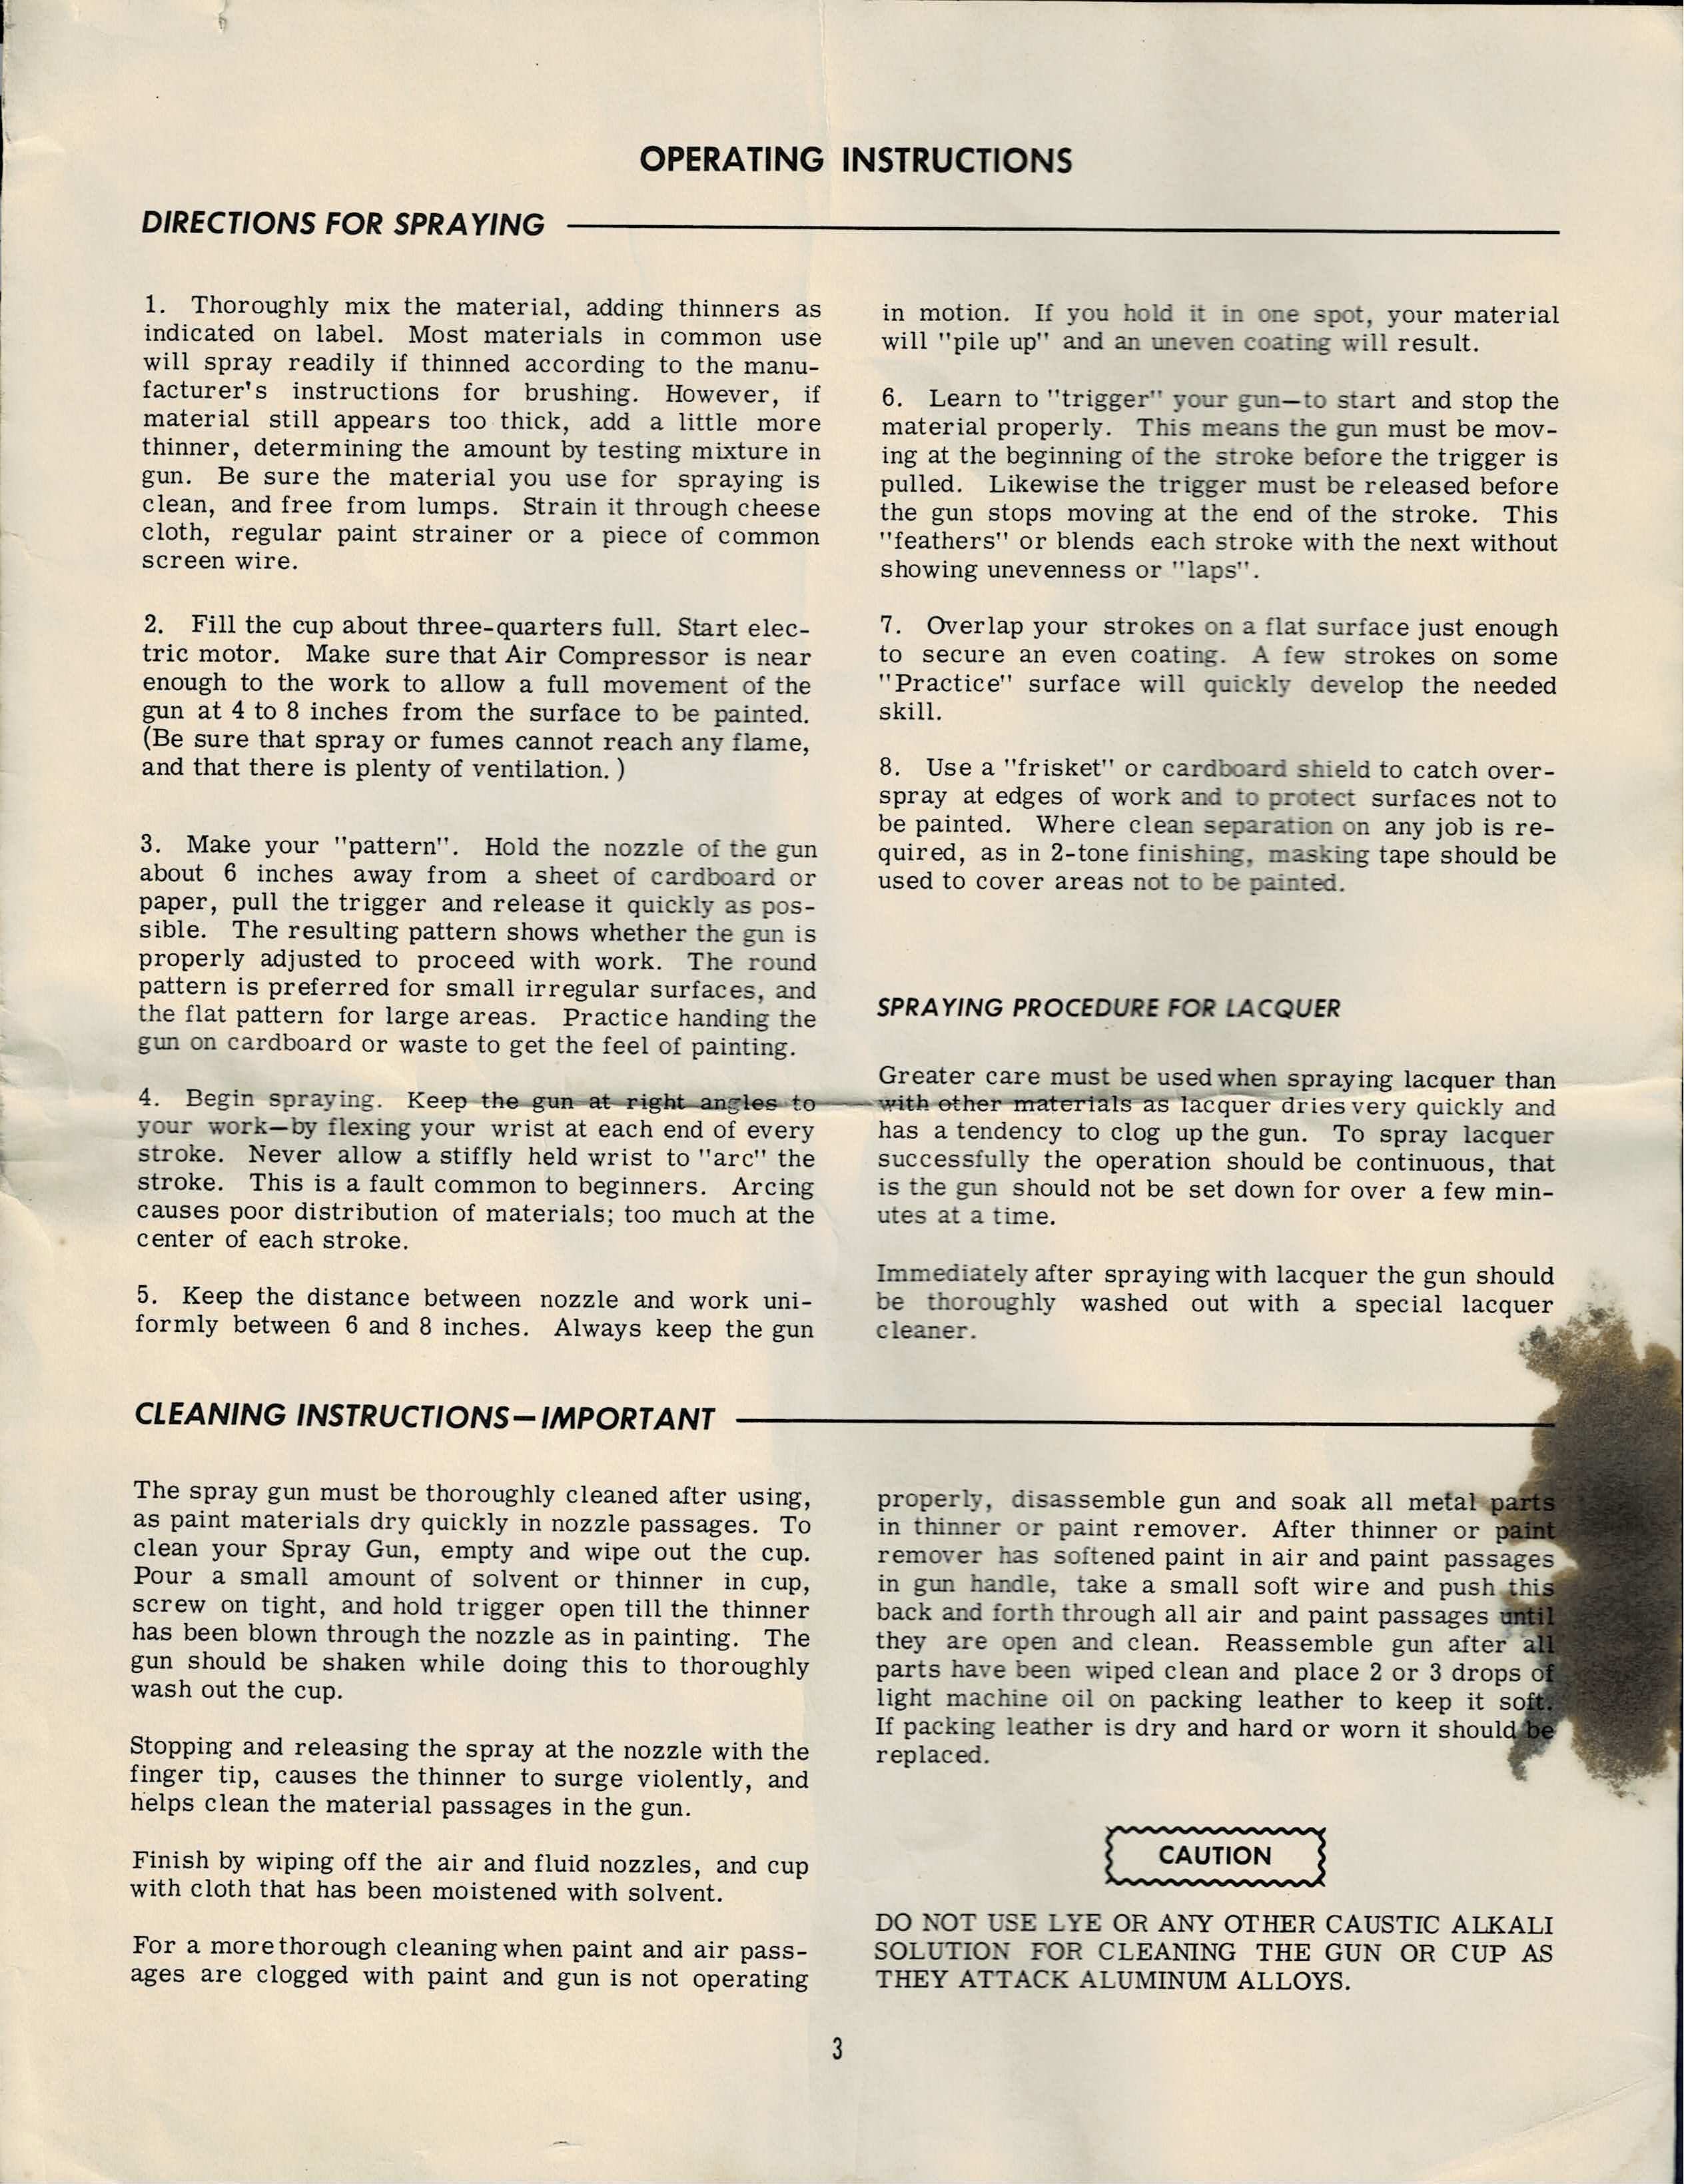 OPERATING INSTRUCTIONS
DIRECTIONS FOR SPRAYING
1. Thoroughly mix the material, adding thinners as
indicated on label. Most materials in common use
will spray readily if thinned according to the manu-
facturer's instructions for brushing. However, if
material still appears too thick, add a little more
thinner, determining the amount by testing mixture in
gun. Be sure the material you use for spraying is
clean, and free from lumps. Strain it through cheese
cloth, regular paint strainer or a piece of common
screen wire.
2. Fill the cup about three-quarters full. Start elec-
tric motor. Make sure that Air Compressor is near
enough to the work to allow a full movement of the
gun at 4 to 8 inches from the surface to be painted.
(Be sure that spray or fumes cannot reach any flame,
and that there is plenty of ventilation.)
3. Make your "pattern". Hold the nozzle of the gun
about 6 inches away from a sheet of cardboard or
paper, pull the trigger and release it quickly as pos-
sible. The resulting pattern shows whether the gun is
properly adjusted to proceed with work. The round
pattern is preferred for small irregular surfaces, and
the flat pattern for large areas. Practice handing the
gun on cardboard or waste to get the feel of painting.
4. Begin spraying. Keep the gun at right angles to
your work—by flexing your wrist at each end of every
stroke. Never allow a stiffly held wrist to "arc" the
stroke. This is a fault common to beginners. Arcing
causes poor distribution of materials; too much at the
center of each stroke.
5. Keep the distance between nozzle and work uni-
formly between 6 and 8 inches. Always keep the gun
in motion. If you hold it in one spot, your material
will "pile up" and an uneven coating will result.
6. Learn to "trigger" your gun—to start and stop the
material properly. This means the gun must be mov-
ing at the beginning of the stroke before the trigger is
pulled. Likewise the trigger must be released before
the gun stops moving at the end of the stroke. This
"feathers" or blends each stroke with the next without
showing unevenness or "laps".
7. Overlap your strokes on a flat surface just enough
to secure an even coating. A few strokes on some
"Practice" surface will quickly develop the needed
skill.
8. Use a "frisket" or cardboard shield to catch over-
spray at edges of work and to protect surfaces not to
be painted. Where clean separation on any job is re-
quired, as in 2-tone finishing, masking tape should be
used to cover areas not to be painted.
SPRAYING PROCEDURE FOR LACQUER
Greater care must be used when spraying lacquer than
with other materials as lacquer dries very quickly and
has a tendency to clog up the gun. To spray lacquer
successfully the operation should be continuous, that
is the gun should not be set down for over a few min-
utes at a time.
Immediately after spraying with lacquer the gun should
be thoroughly washed out with a special lacquer
cleaner.
CLEANING INSTRUCTIONS—IMPORTANT
The spray gun must be thoroughly cleaned after using,
as paint materials dry quickly in nozzle passages. To
clean your Spray Gun, empty and wipe out the cup.
Pour a small amount of solvent or thinner in cup,
screw on tight, and hold trigger open till the thinner
has been blown through the nozzle as in painting. The
gun should be shaken while doing this to thoroughly
wash out the cup.
Stopping and releasing the spray at the nozzle with the
finger tip, causes the thinner to surge violently, and
helps clean the material passages in the gun.
Finish by wiping off the air and fluid nozzles, and cup
with cloth that has been moistened with solvent.
For a more thorough cleaning when paint and air pass-
ages are clogged with paint and gun is not operating
properly, disassemble gun and soak all metal parts
in thinner or paint remover. After thinner or paint
remover has softened paint in air and paint passages
in gun handle, take a small soft wire and push this
back and forth through all air and paint passages until
they are open and clean. Reassemble gun after all
parts have been wiped clean and place 2 or 3 drops of
light machine oil on packing leather to keep it soft.
If packing leather is dry and hard or worn it should be
replaced.
CAUTION
DO NOT USE LYE OR ANY OTHER CAUSTIC ALKALI
SOLUTION FOR CLEANING THE GUN OR CUP AS
THEY ATTACK ALUMINUM ALLOYS.
3